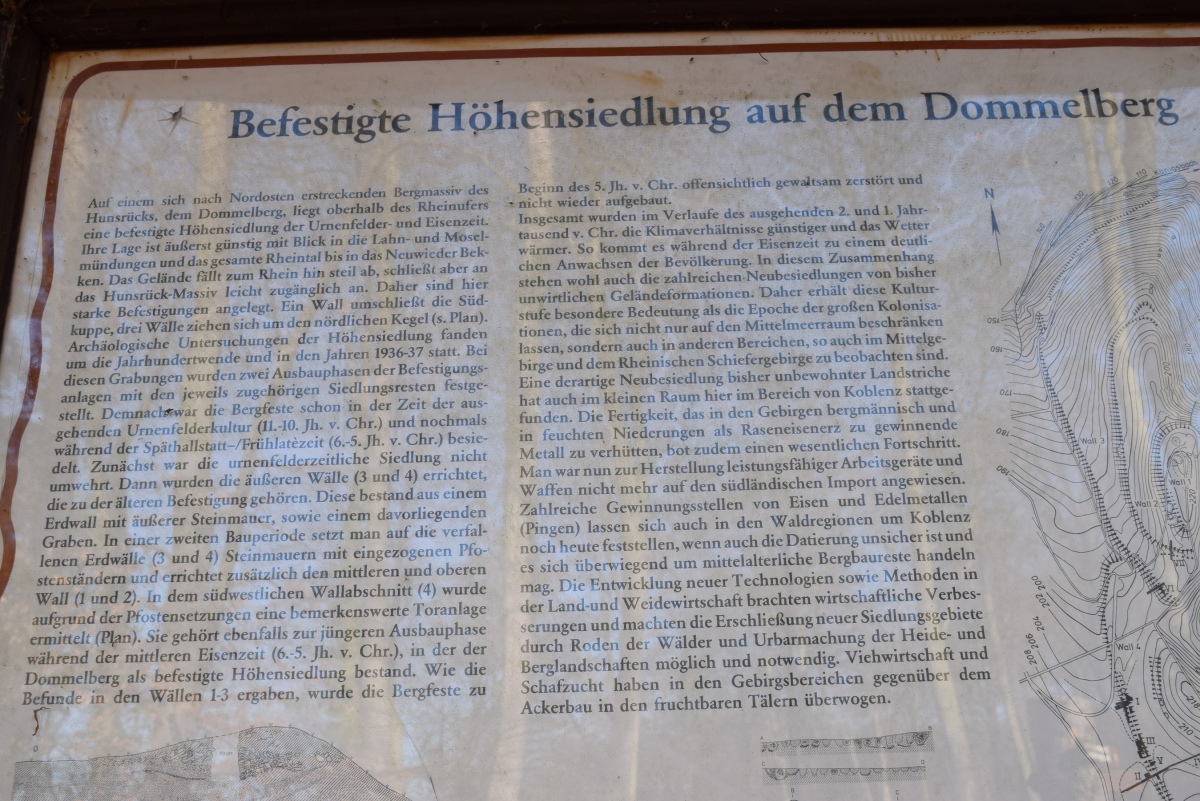 Befestigte Höhensiedlung auf dem Dommelberg
Auf einem sich nach Nordosten erstreckenden Bergmassiv des
Hunsrücks, dem Dommelberg, liegt oberhalb des Rheinufers
eine befestigte Höhensiedlung der Urnenfelder- und Eisenzeit.
Ihre Lage ist äußerst günstig mit Blick in die Lahn- und Mosel-
mündungen und das gesamte Rheintal bis in das Neuwieder Bek-
ken. Das Gelände fällt zum Rhein hin steil ab, schließt aber an
das Hunsrück-Massiv leicht zugänglich an. Daher sind hier
starke Befestigungen angelegt. Ein Wall umschließt die Süd-
kuppe, drei Wälle ziehen sich um den nördlichen Kegel (s. Plan).
Archäologische Untersuchungen der Höhensiedlung fanden
um die Jahrhundertwende und in den Jahren 1936-37 statt. Bei
diesen Grabungen wurden zwei Ausbauphasen der Befestigungs-
anlagen mit den jeweils zugehörigen Siedlungsresten festge-
stellt. Demnach war die Bergfeste schon in der Zeit der aus-
gehenden Urnenfelderkultur (11.-10. Jh. v. Chr.) und nochmals
während der Späthallstatt-/Frühlatèzeit (6.-5. Jh. v. Chr.) besie-
delt. Zunächst war die urnenfelderzeitliche Siedlung nicht
umwehrt. Dann wurden die äußeren Wälle (3 und 4) errichtet,
die zu der älteren Befestigung gehören. Diese bestand aus einem
Erdwall mit äußerer Steinmauer, sowie einem davorliegenden
Graben. In einer zweiten Bauperiode setzt man auf die verfal-
lenen Erdwälle (3 und 4) Steinmauern mit eingezogenen Pfo-
stenständern und errichtet zusätzlich den mittleren und oberen
Wall (1 und 2). In dem südwestlichen Wallabschnitt (4) wurde
aufgrund der Pfostensetzungen eine bemerkenswerte Toranlage
ermittelt (Plan). Sie gehört ebenfalls zur jüngeren Ausbauphase
während der mittleren Eisenzeit (6.-5. Jh. v. Chr.), in der der
Dommelberg als befestigte Höhensiedlung bestand. Wie die
Befunde in den Wällen 1-3 ergaben, wurde die Bergfeste zu
Beginn des 5. Jh. v. Chr. offensichtlich gewaltsam zerstört und
nicht wieder aufgebaut.
Insgesamt wurden im Verlaufe des ausgehenden 2. und 1. Jahr-
tausend v. Chr. die Klimaverhältnisse günstiger und das Wetter
wärmer. So kommt es während der Eisenzeit zu einem deutli-
chen Anwachsen der Bevölkerung. In diesem Zusammenhang
stehen wohl auch die zahlreichen Neubesiedlungen von bisher
unwirtlichen Geländeformationen. Daher erhält diese Kultur-
stufe besondere Bedeutung als die Epoche der großen Kolonisa-
tionen, die sich nicht nur auf den Mittelmeerraum beschränken
lassen, sondern auch in anderen Bereichen, so auch im Mittelge-
birge und dem Rheinischen Schiefergebirge zu beobachten sind.
Eine derartige Neubesiedlung bisher unbewohnter Landstriche
hat auch im kleinen Raum hier im Bereich von Koblenz stattge-
funden. Die Fertigkeit, das in den Gebirgen bergmännisch und
in feuchten Niederungen als Raseneisenerz zu gewinnende
Metall zu verhütten, bot zudem einen wesentlichen Fortschritt.
Man war nun zur Herstellung leistungsfähiger Arbeitsgeräte und
Waffen nicht mehr auf den südländischen Import angewiesen.
Zahlreiche Gewinnungsstellen von Eisen und Edelmetallen
(Pingen) lassen sich auch in den Waldregionen um Koblenz
noch heute feststellen, wenn auch die Datierung unsicher ist und
es sich überwiegend um mittelalterliche Bergbaureste handeln
mag. Die Entwicklung neuer Technologien sowie Methoden in
der Land-und Weidewirtschaft brachten wirtschaftliche Verbes-
serungen und machten die Erschließung neuer Siedlungsgebiete
durch Roden der Wälder und Urbarmachung der Heide- und
Berglandschaften möglich und notwendig. Viehwirtschaft und
Schafzucht haben in den Gebirgsbereichen gegenüber dem
Ackerbau in den fruchtbaren Tälern überwogen.
N
150
160
170
180
190
Wall 3
Wall 1
Wall 2
200
202
204
206
208
Wall 4
210
I
III
V
II